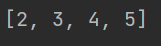 [2, 3, 4, 5]